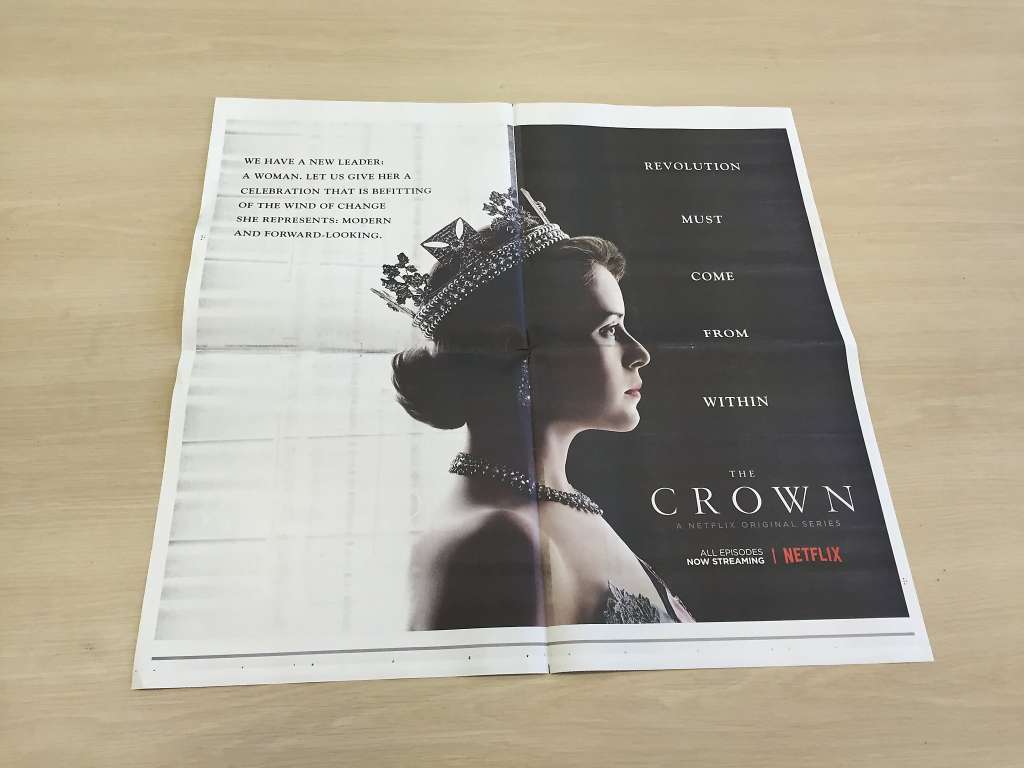 WE HAVE A NEW LEADER:
A WOMAN. LET US GIVE HER A
CELEBRATION THAT IS BEFITTING
OF THE WIND OF CHANGE
SHE REPRESENTS: MODERN
AND FORWARD-LOOKING.
REVOLUTION
MUST
COME
FROM
WITHIN
THE
CROWN
A NETFLIX ORIGINAL SERIES
ALL EPISODES
NOW STREAMING | NETFLIX